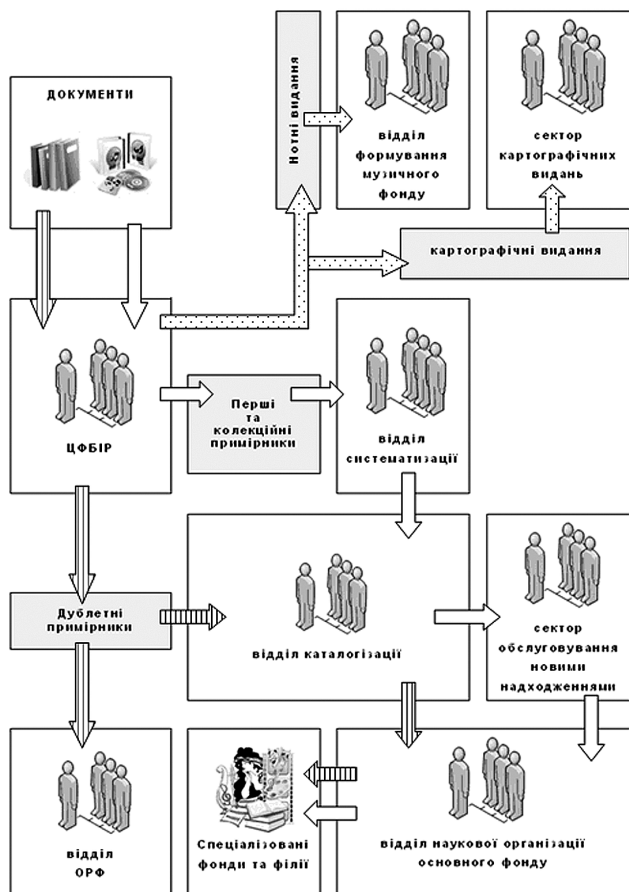 ДОКУМЕНТИ
Нотні видання
відділ
формування
музичного
фонду
сектор
картографічних
видань
картографічні видання
ЦФБІР
Перші
та
колекційні
примірники
відділ
систематизації
Дублетні
примірники
відділ каталогізації
сектор
обслуговування
новими
надходженнями
відділ
ОРФ
Спеціалізовані
фонди та філії
відділ наукової організації
основного фонду